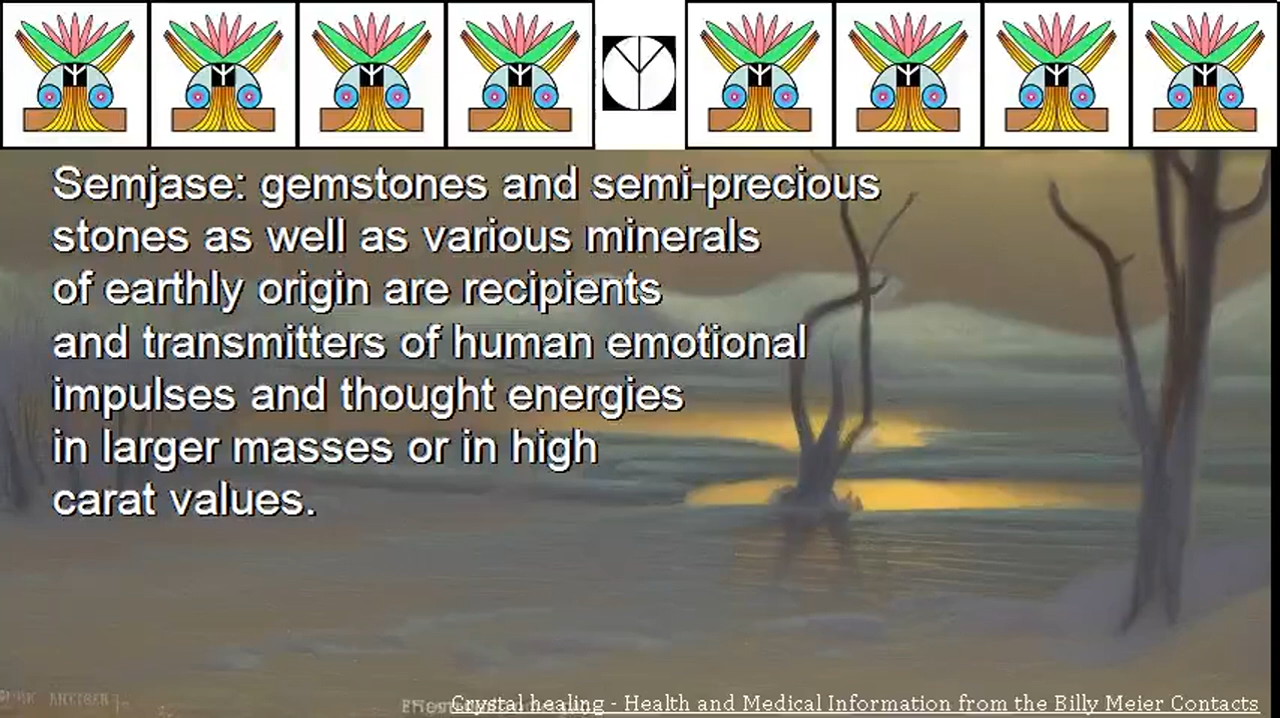 Semjase: gemstones and semi-precious
stones as well as various minerals
of earthly origin are recipients
and transmitters of human emotional
impulses and thought energies
in larger masses or in high
carat values.
Crystal healing - Health and Medical Information from the Billy Meier Contacts